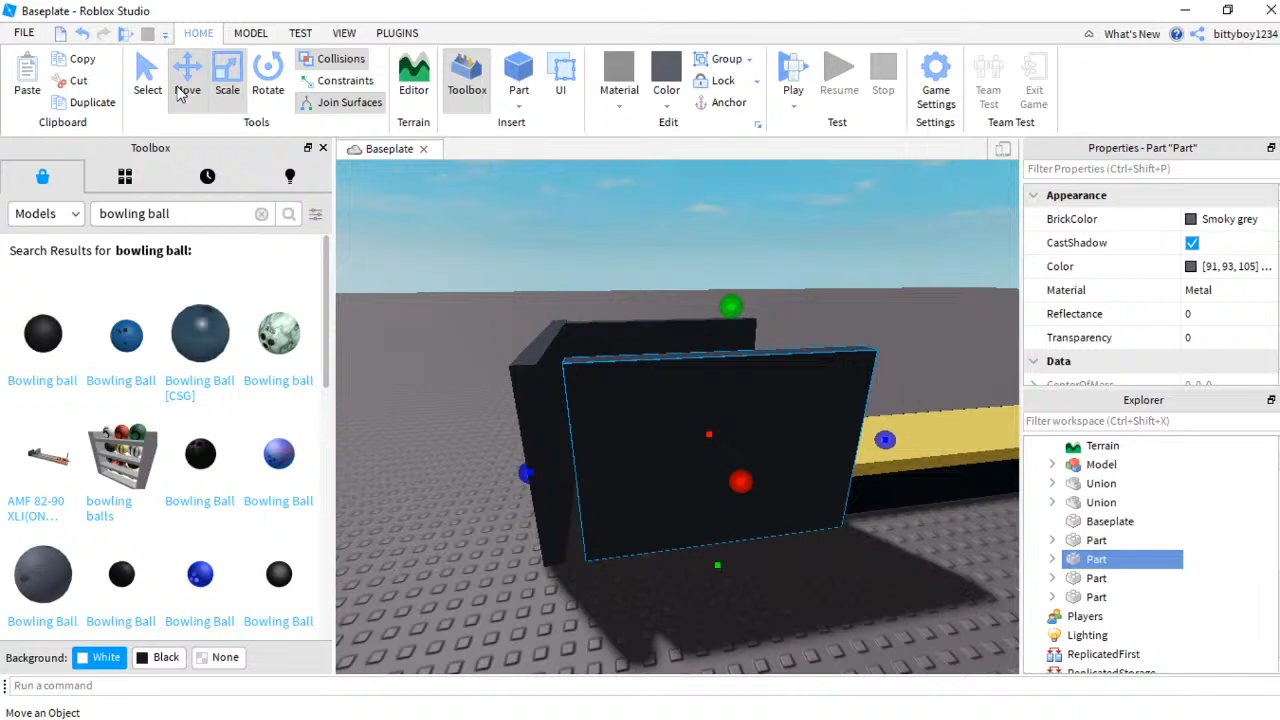 Baseplate - Roblox Studio
FILE HOME MODEL TEST VIEW PLUGINS What's New bittyboy1234
Paste Copy Cut Duplicate
Select Move Scale Rotate
Collisions
Constraints
Join Surfaces
Editor Toolbox Part UI
Material Color
Group
Lock
Anchor
Play Resume Stop
Game Settings
Team Test
Exit Game
Clipboard Tools Terrain Insert Edit Test Settings Team Test
Toolbox
Models bowling ball
Search Results for bowling ball:
Bowling ball Bowling Ball Bowling Ball [CSG] Bowling ball
AMF 82-90 XLI(ON... bowling balls Bowling Ball Bowling Ball
Bowling Ball Bowling Ball Bowling Ball Bowling Ball
Background: White Black None
Baseplate
Properties - Part "Part"
Filter Properties (Ctrl+Shift+P)
Appearance
BrickColor Smoky grey
CastShadow
Color [91, 93, 105] ...
Material Metal
Reflectance 0
Transparency 0
Data
CenterOfMass 0, 0, 0
Explorer
Filter workspace (Ctrl+Shift+X)
Terrain
Model
Union
Union
Baseplate
Part
Part
Part
Part
Players
Lighting
ReplicatedFirst
ReplicatedStorage
Run a command
Move an Object